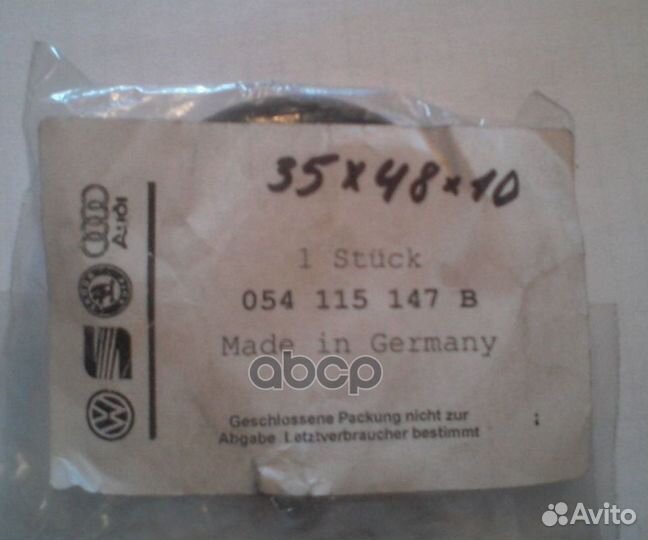 35x48x10
Audi
1 Stück
054 115 147 B
Made in Germany
abcp
Geschlossene Packung nicht zur
Abgabe Letztverbraucher bestimmt
Avito